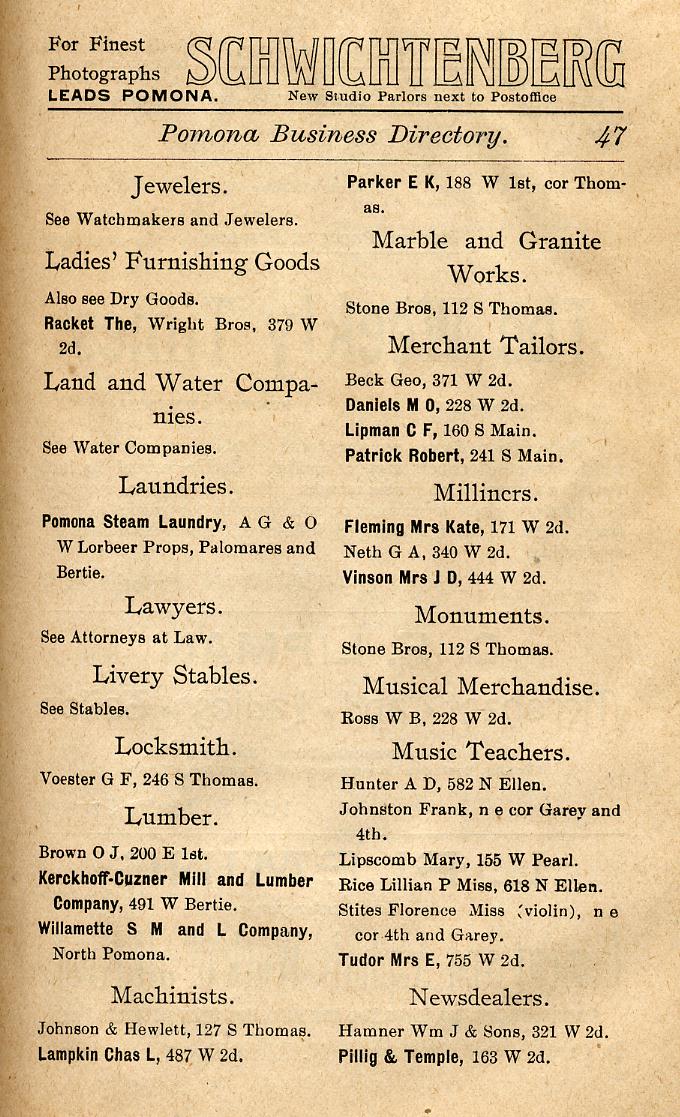 For Finest
Photographs
LEADS POMONA.
SCHWICHTENBERG
New Studio Parlors next to Postoffice
Pomona Business Directory. 47
Jewelers.
See Watchmakers and Jewelers.
Ladies' Furnishing Goods
Also see Dry Goods.
Racket The, Wright Bros, 379 W
2d.
Land and Water Compa-
nies.
See Water Companies.
Laundries.
Pomona Steam Laundry, A G & O
W Lorbeer Props, Palomares and
Bertie.
Lawyers.
See Attorneys at Law.
Livery Stables.
See Stables.
Locksmith.
Voester G F, 246 S Thomas.
Lumber.
Brown O J, 200 E 1st.
Kerckhoff-Cuzner Mill and Lumber
Company, 491 W Bertie.
Willamette S M and L Company,
North Pomona.
Machinists.
Johnson & Hewlett, 127 S Thomas.
Lampkin Chas L, 487 W 2d.
Parker E K, 188 W 1st, cor Thom-
as.
Marble and Granite
Works.
Stone Bros, 112 S Thomas.
Merchant Tailors.
Beck Geo, 371 W 2d.
Daniels M O, 228 W 2d.
Lipman C F, 160 S Main.
Patrick Robert, 241 S Main.
Milliners.
Fleming Mrs Kate, 171 W 2d.
Neth G A, 340 W 2d.
Vinson Mrs J D, 444 W 2d.
Monuments.
Stone Bros, 112 S Thomas.
Musical Merchandise.
Ross W B, 228 W 2d.
Music Teachers.
Hunter A D, 582 N Ellen.
Johnston Frank, n e cor Garey and
4th.
Lipscomb Mary, 155 W Pearl.
Rice Lillian P Miss, 618 N Ellen.
Stites Florence Miss (violin), n e
cor 4th and Garey.
Tudor Mrs E, 755 W 2d.
Newsdealers.
Hamner Wm J & Sons, 321 W 2d.
Pillig & Temple, 163 W 2d.